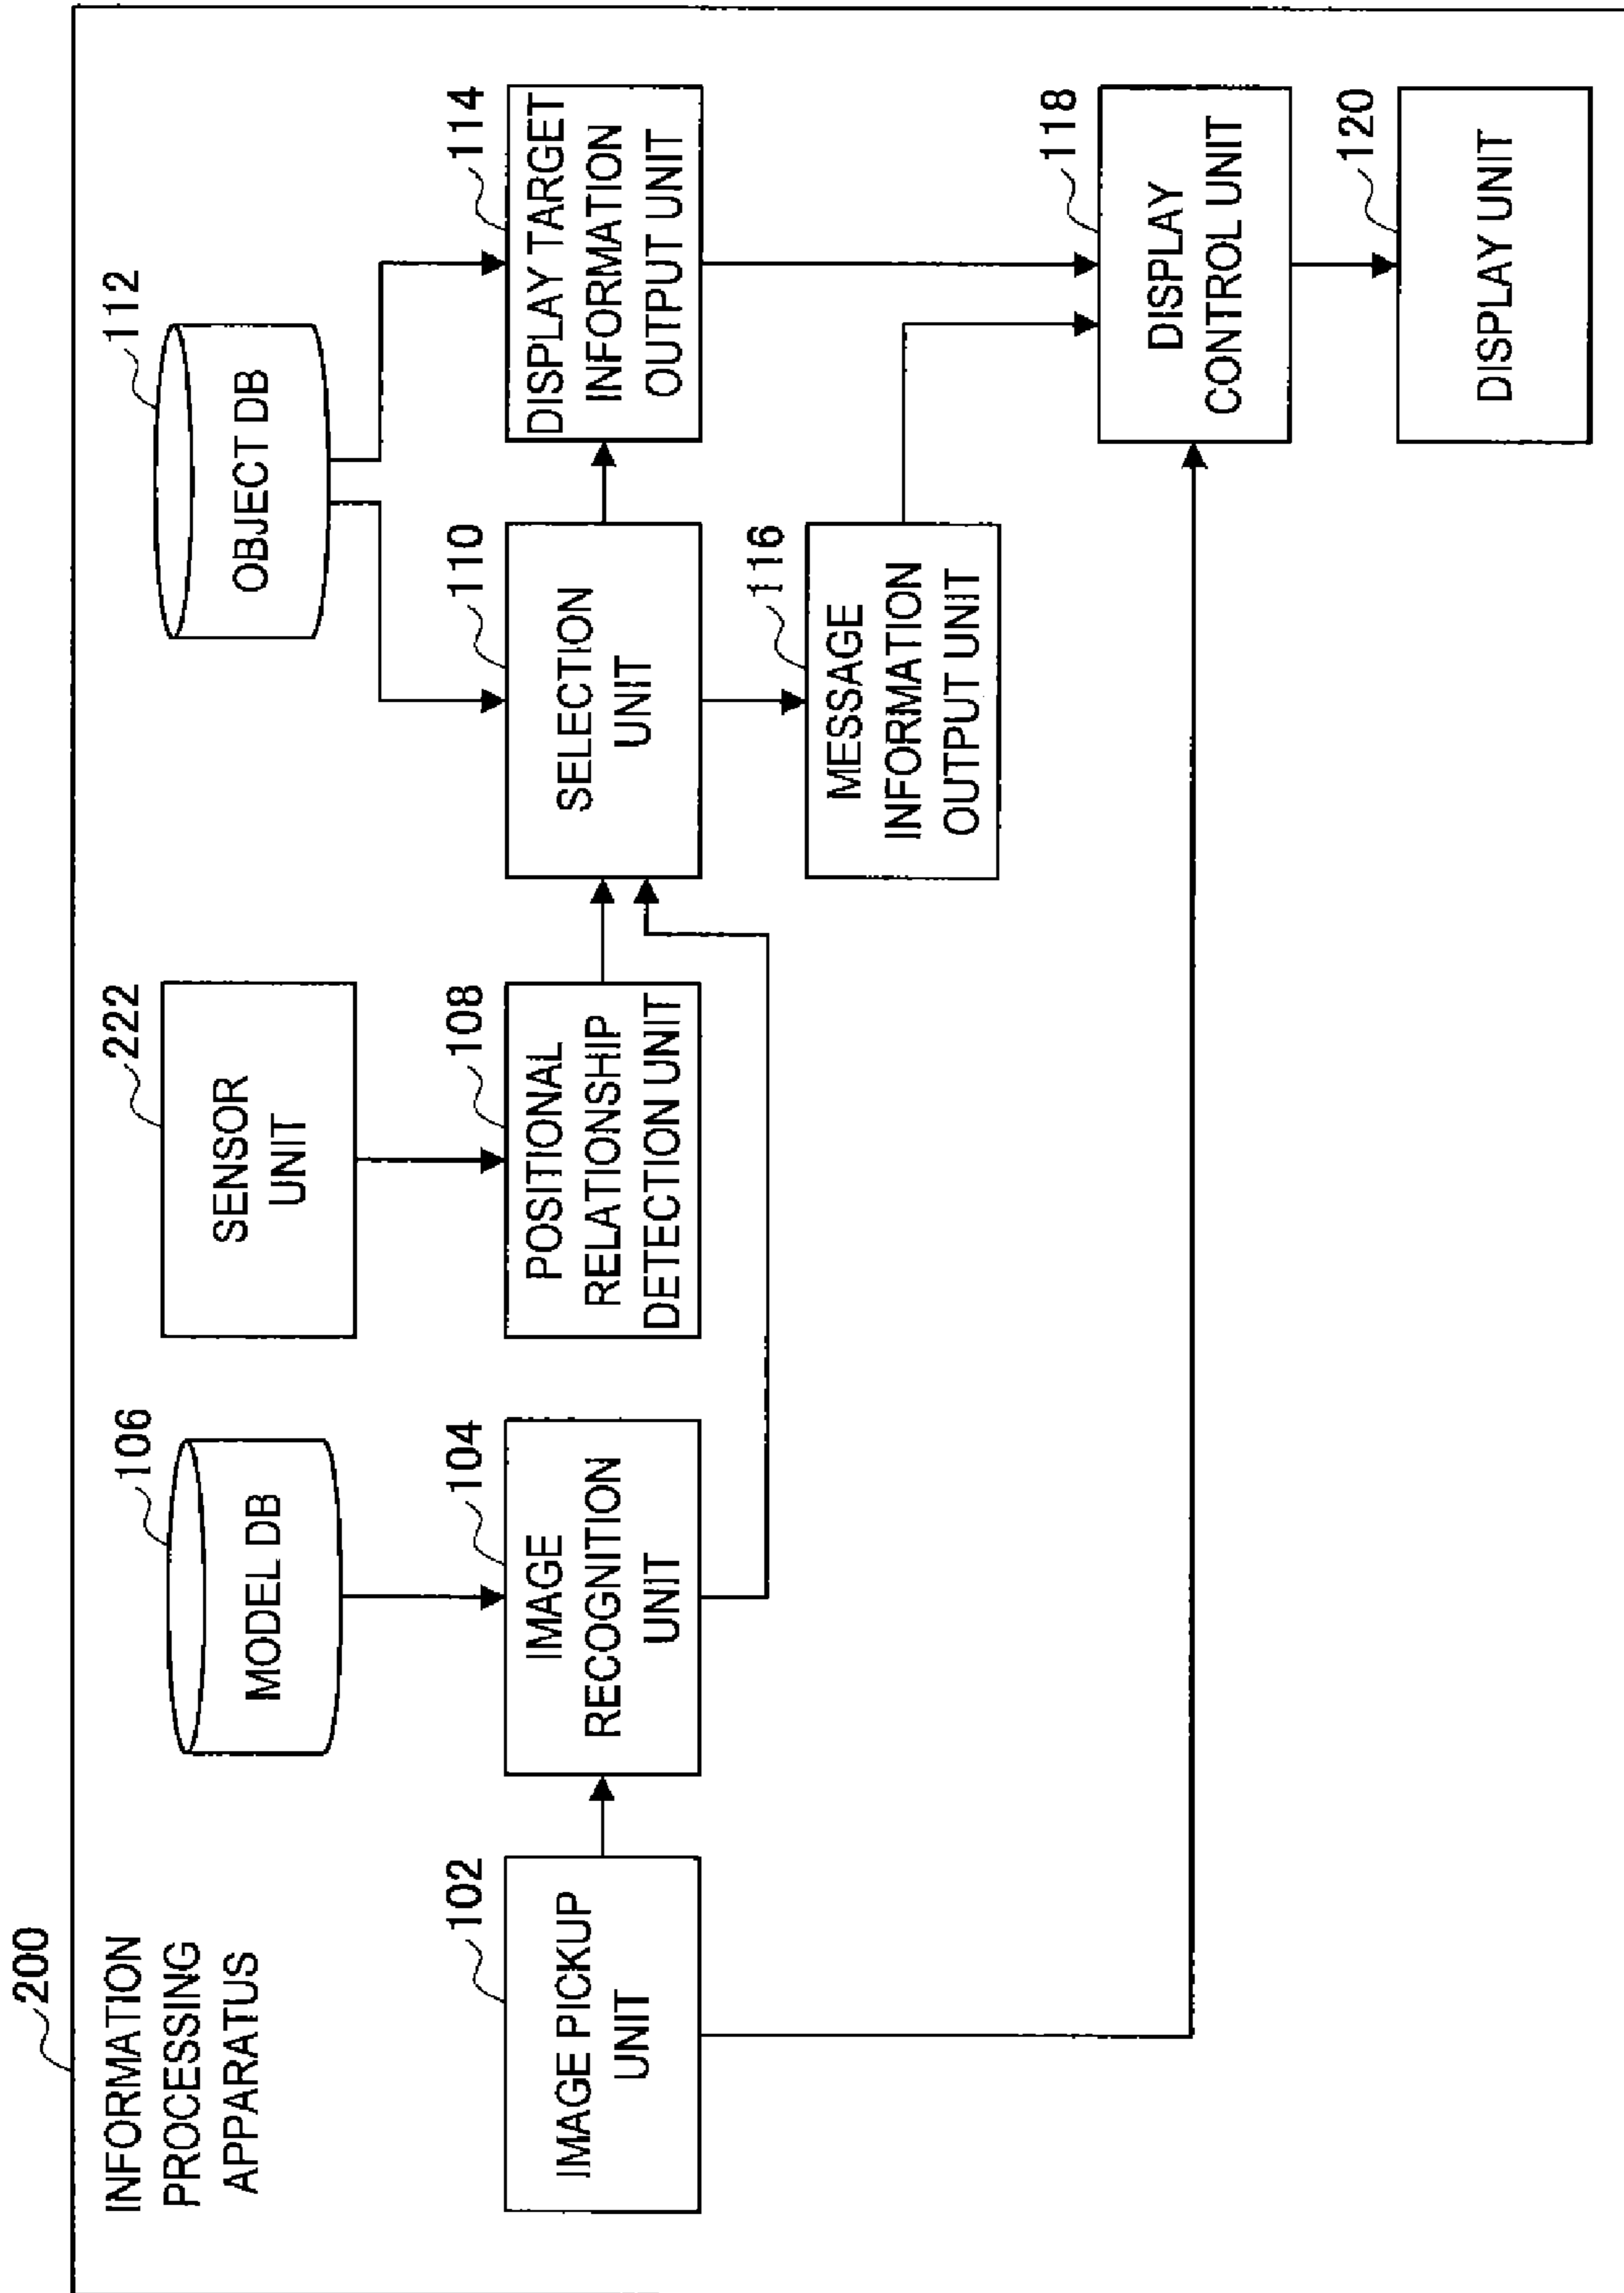 200
INFORMATION
PROCESSING
APPARATUS
106
MODEL DB
222
SENSOR
UNIT
112
OBJECT DB
102
IMAGE PICKUP
UNIT
104
IMAGE
RECOGNITION
UNIT
108
POSITIONAL
RELATIONSHIP
DETECTION UNIT
110
SELECTION
UNIT
114
DISPLAY TARGET
INFORMATION
OUTPUT UNIT
116
MESSAGE
INFORMATION
OUTPUT UNIT
118
DISPLAY
CONTROL UNIT
120
DISPLAY UNIT